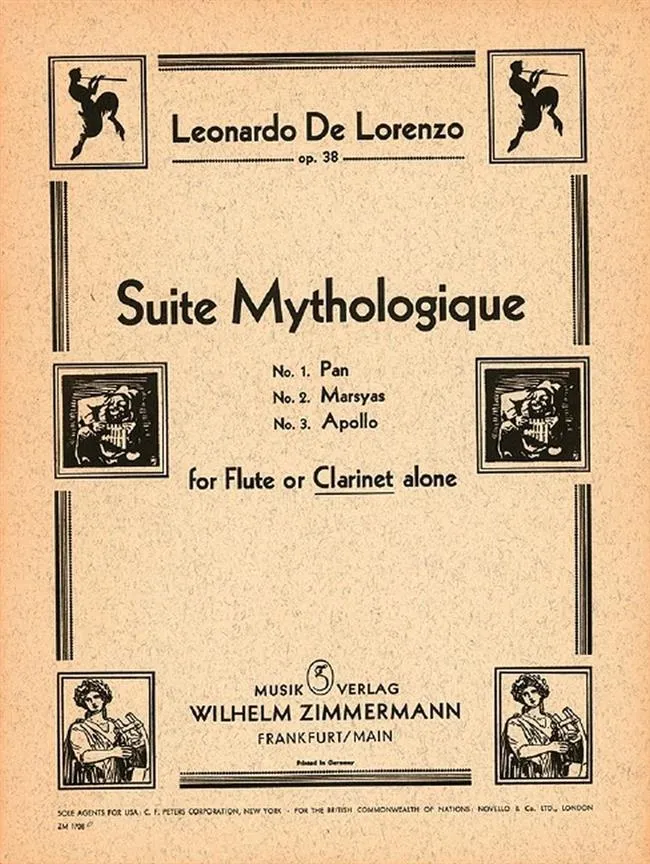 Leonardo De Lorenzo
op. 38
Suite Mythologique
No. 1. Pan
No. 2. Marsyas
No. 3. Apollo
for Flute or Clarinet alone
MUSIK VERLAG
WILHELM ZIMMERMANN
FRANKFURT/MAIN
Printed in Germany
SOLE AGENTS FOR USA: C. F. PETERS CORPORATION, NEW YORK - FOR THE BRITISH COMMONWEALTH OF NATIONS: NOVELLO & Co. LTD., LONDON
ZM 1708